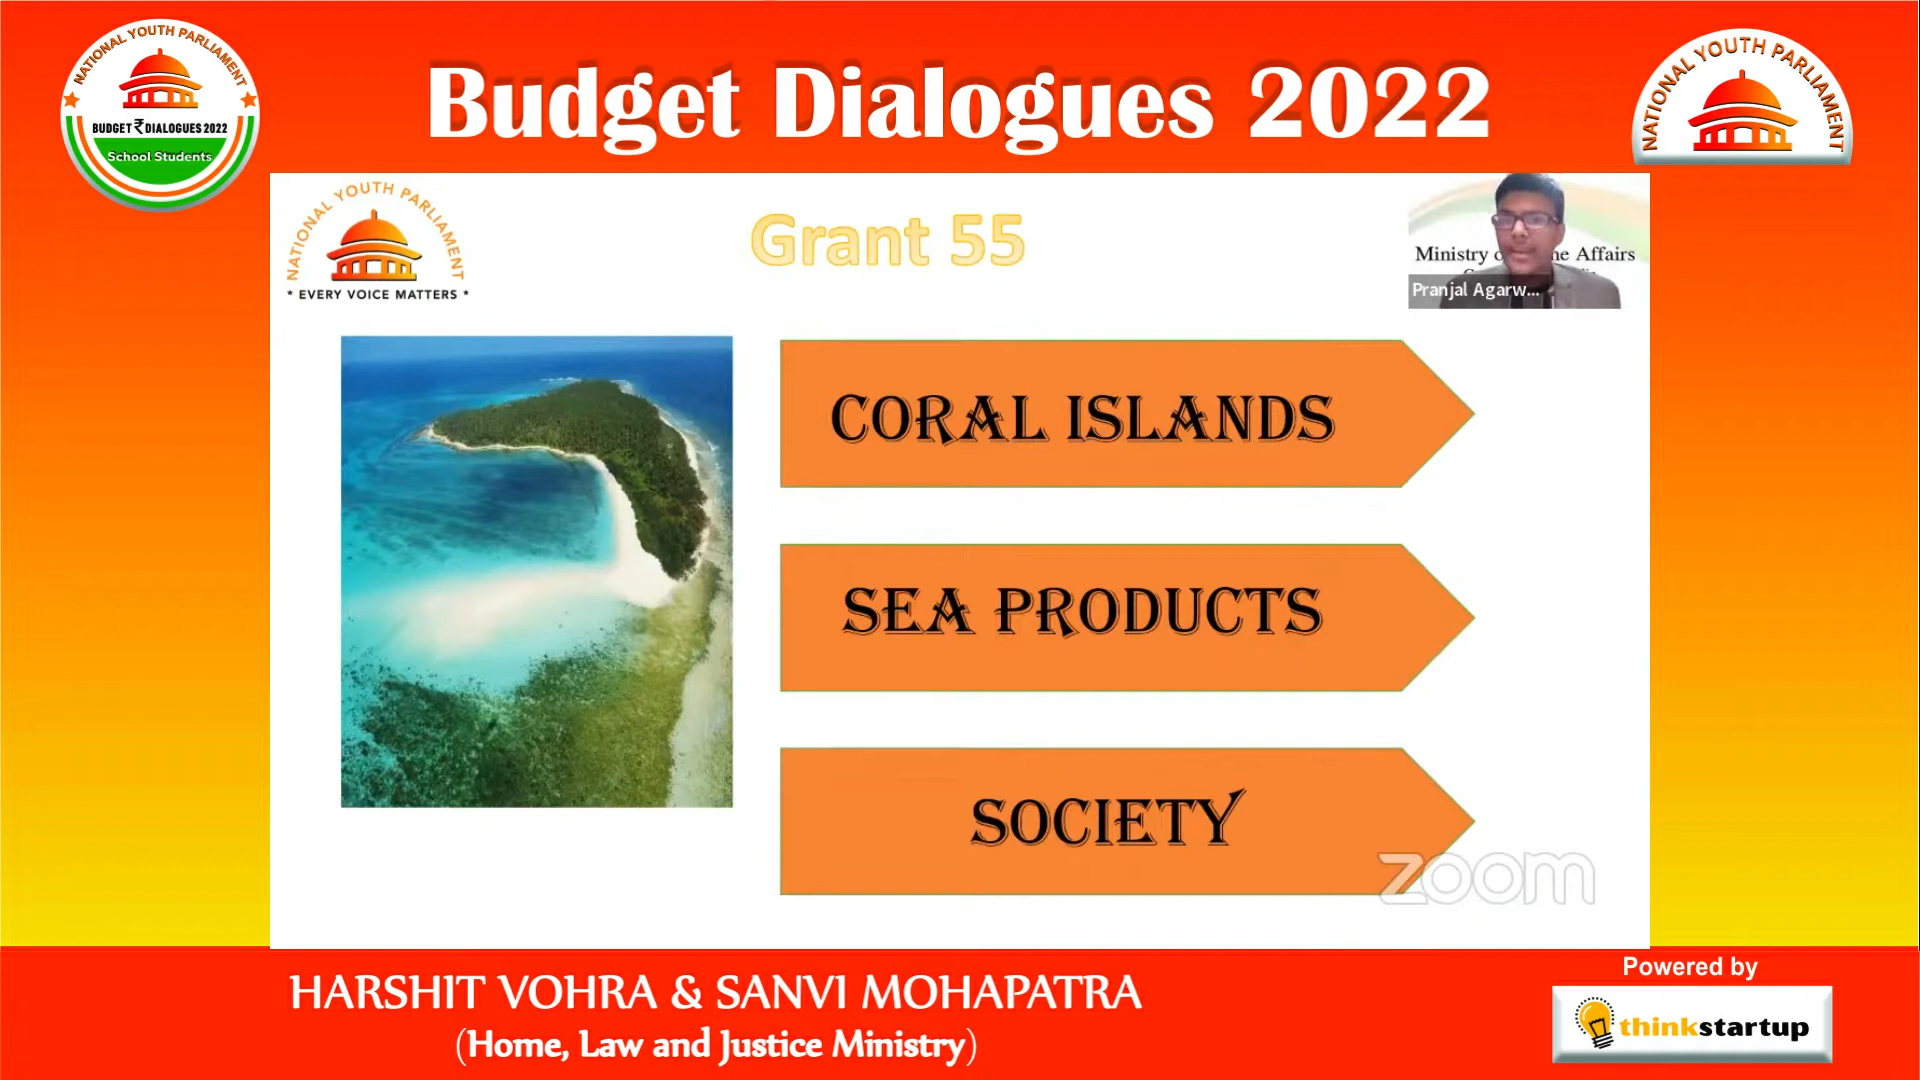 NATIONAL YOUTH PARLIAMENT
BUDGET ₹ DIALOGUES 2022
School Students
Budget Dialogues 2022
NATIONAL YOUTH PARLIAMENT
NATIONAL YOUTH PARLIAMENT
* EVERY VOICE MATTERS *
Grant 55
Ministry
Affairs
Pranjal Agarw...
CORAL ISLANDS
SEA PRODUCTS
SOCIETY
zoom
HARSHIT VOHRA & SANVI MOHAPATRA
(Home, Law and Justice Ministry)
Powered by
thinkstartup